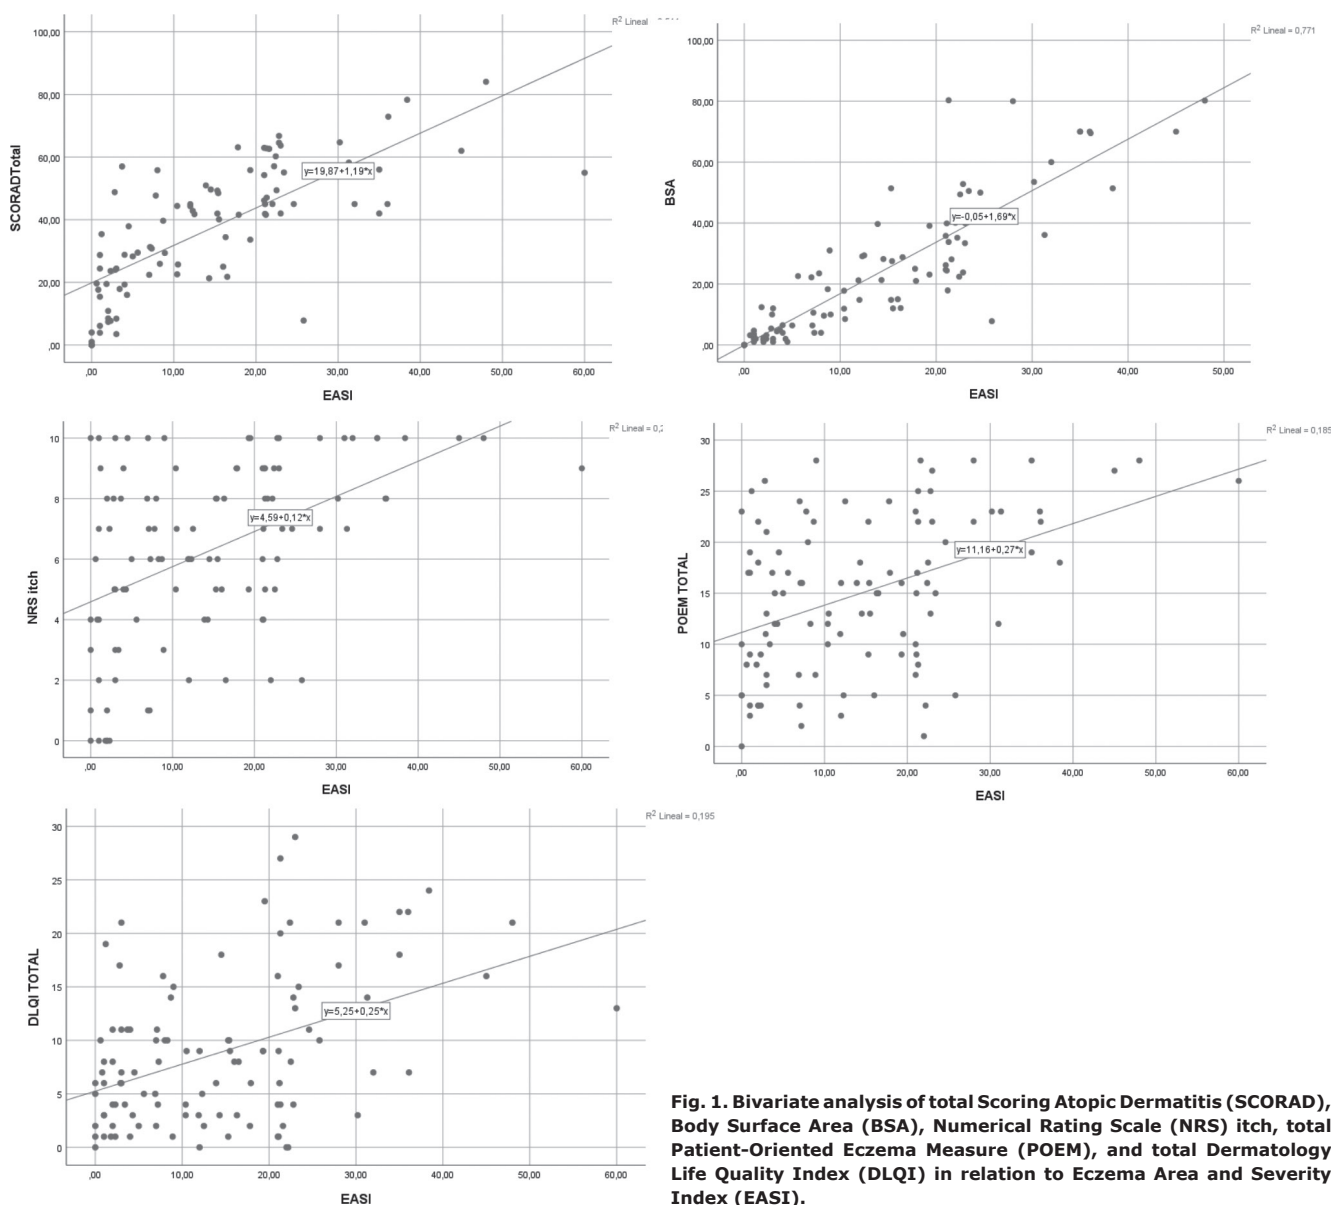 R² Lineal
100,00
80,00
60,00
40,00
20,00
,00
SCORADTotal
y=19,87+1,19*x
,00 10,00 20,00 30,00 40,00 50,00 60,00
EASI
R² Lineal = 0,771
100,00
80,00
60,00
40,00
20,00
,00
BSA
y=-0,05+1,69*x
,00 10,00 20,00 30,00 40,00 50,00
EASI
R² Lineal = 0,
10
8
6
4
2
0
NRS itch
y=4,59+0,12*x
,00 10,00 20,00 30,00 40,00 50,00 60,00
EASI
R² Lineal = 0,185
30
25
20
15
10
5
0
POEM TOTAL
y=11,16+0,27*x
,00 10,00 20,00 30,00 40,00 50,00 60,00
EASI
R² Lineal = 0,195
30
25
20
15
10
5
0
DLQI TOTAL
y=5,25+0,25*x
,00 10,00 20,00 30,00 40,00 50,00 60,00
EASI
Fig. 1. Bivariate analysis of total Scoring Atopic Dermatitis (SCORAD),
Body Surface Area (BSA), Numerical Rating Scale (NRS) itch, total
Patient-Oriented Eczema Measure (POEM), and total Dermatology
Life Quality Index (DLQI) in relation to Eczema Area and Severity
Index (EASI).